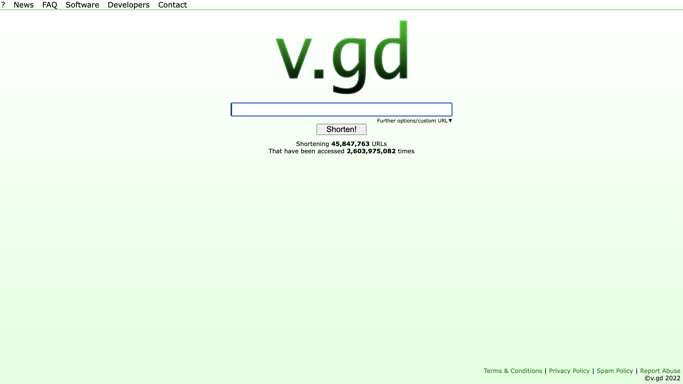 ? News FAQ Software Developers Contact
v.gd
Further options/custom URL▼
Shorten!
Shortening 45,847,763 URLs
That have been accessed 2,603,975,082 times
Terms & Conditions | Privacy Policy | Spam Policy | Report Abuse
©v.gd 2022